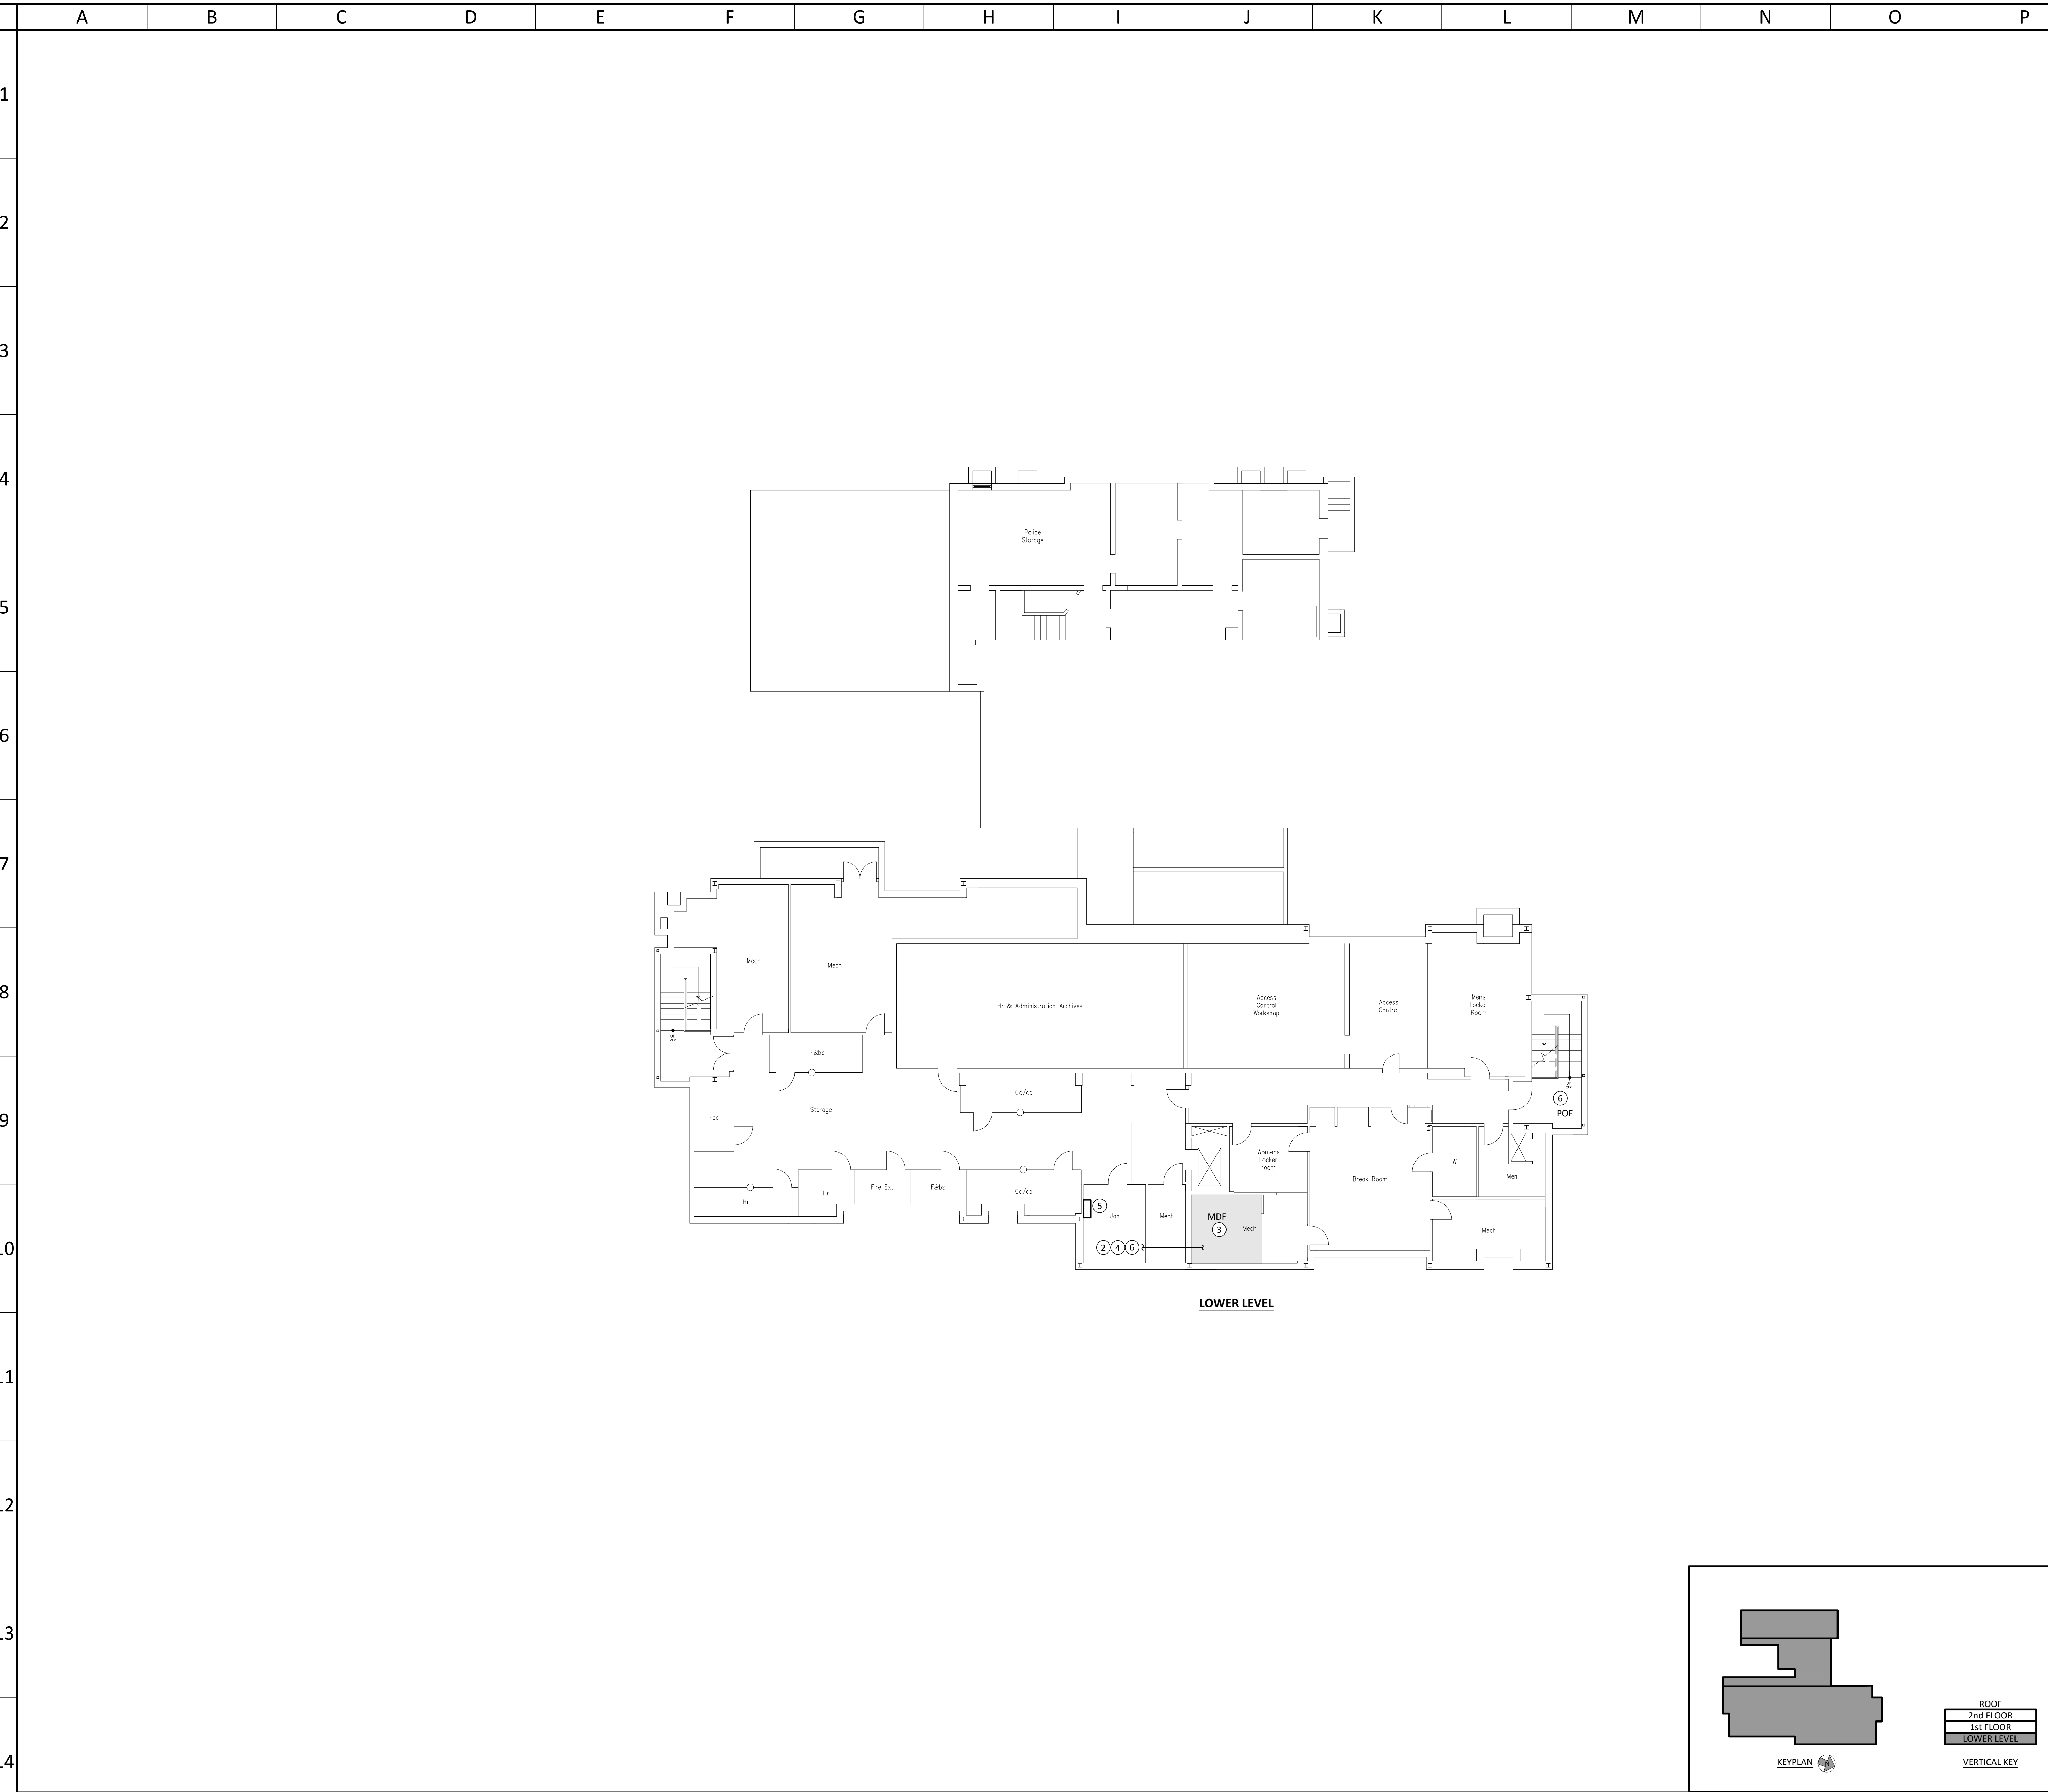 A B C D E F G H I J K L M N O P
1
2
3
4
Police
Storage
5
6
7
8
Mech
Mech
Hr & Administration Archives
Access
Control
Workshop
Access
Control
Mens
Locker
Room
UP
UP
F&bs
Cc/cp
9
Storage
Fac
6
POE
Womens
Locker
room
W
Men
Break Room
Hr
Hr
Fire Ext
F&bs
Cc/cp
5
Jan
Mech
MDF
3
Mech
Mech
10
2 4 6
LOWER LEVEL
11
12
13
ROOF
2nd FLOOR
1st FLOOR
LOWER LEVEL
14
KEYPLAN N
VERTICAL KEY